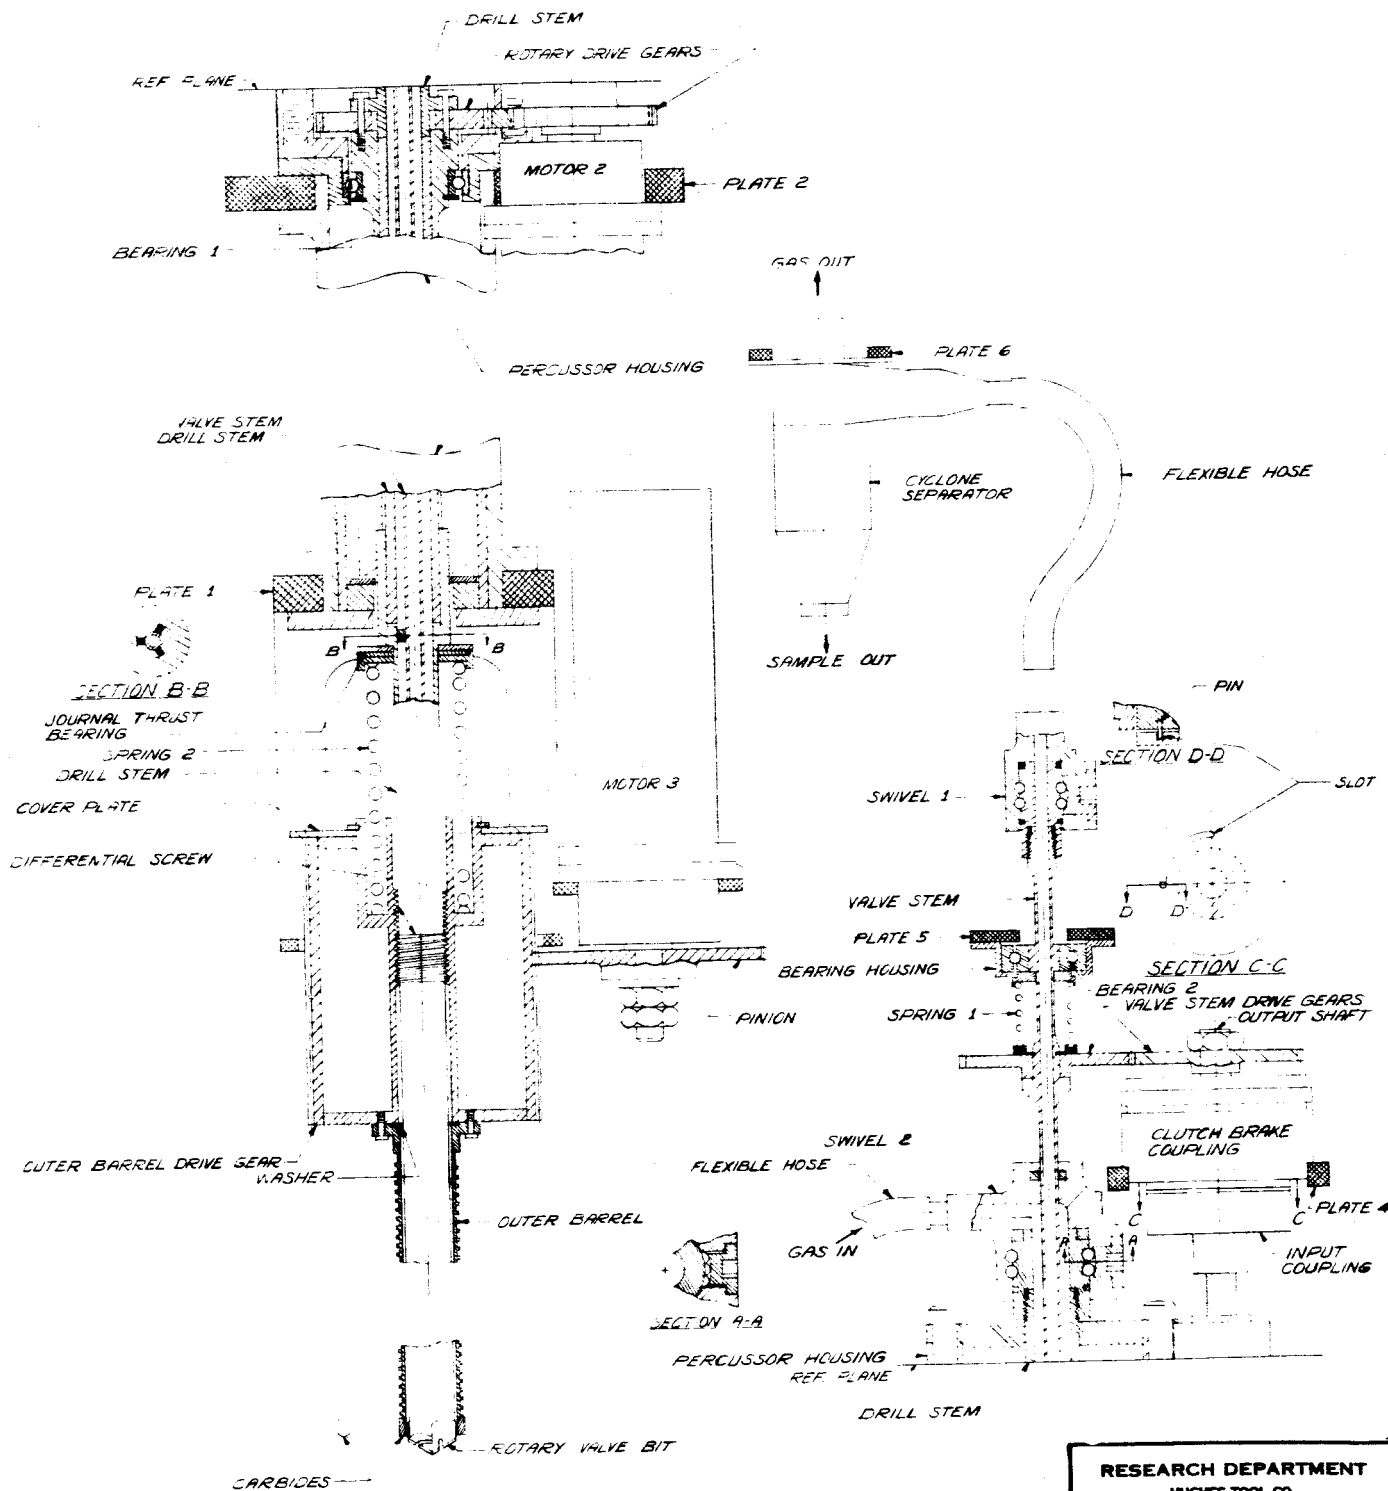 DRILL STEM
ROTARY DRIVE GEARS
REF PLANE
MOTOR 2
PLATE 2
BEARING 1
PERCUSSOR HOUSING
VALVE STEM
DRILL STEM
PLATE 1
B
B
SECTION B-B
JOURNAL THRUST
BEARING
SPRING 2
DRILL STEM
COVER PLATE
DIFFERENTIAL SCREW
MOTOR 3
PINION
OUTER BARREL DRIVE GEAR
WASHER
OUTER BARREL
ROTARY VALVE BIT
CARBIDES
GAS OUT
PLATE 6
CYCLONE
SEPARATOR
FLEXIBLE HOSE
SAMPLE OUT
PIN
SECTION D-D
SLOT
SWIVEL 1
VALVE STEM
D
D
PLATE 5
BEARING HOUSING
SECTION C-C
BEARING 2
VALVE STEM DRIVE GEARS
OUTPUT SHAFT
SPRING 1
CLUTCH BRAKE
COUPLING
SWIVEL 2
FLEXIBLE HOSE
GAS IN
C
C
PLATE 4
A
A
INPUT
COUPLING
SECTION A-A
PERCUSSOR HOUSING
REF. PLANE
DRILL STEM
RESEARCH DEPARTMENT
HUGHES TOOL CO.